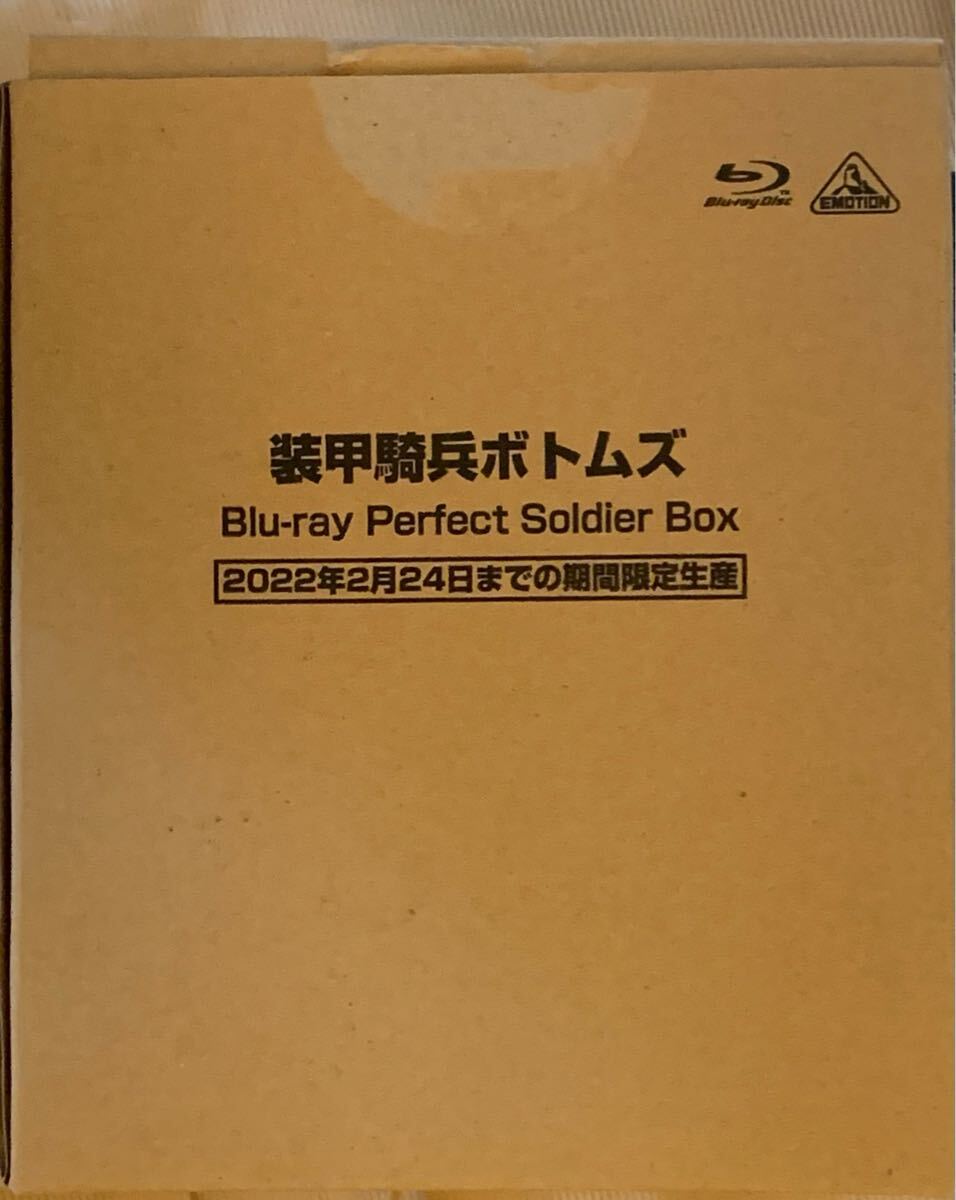 Blu-ray Disc™
EMOTION
装甲騎兵ボトムズ
Blu-ray Perfect Soldier Box
2022年2月24日までの期間限定生産